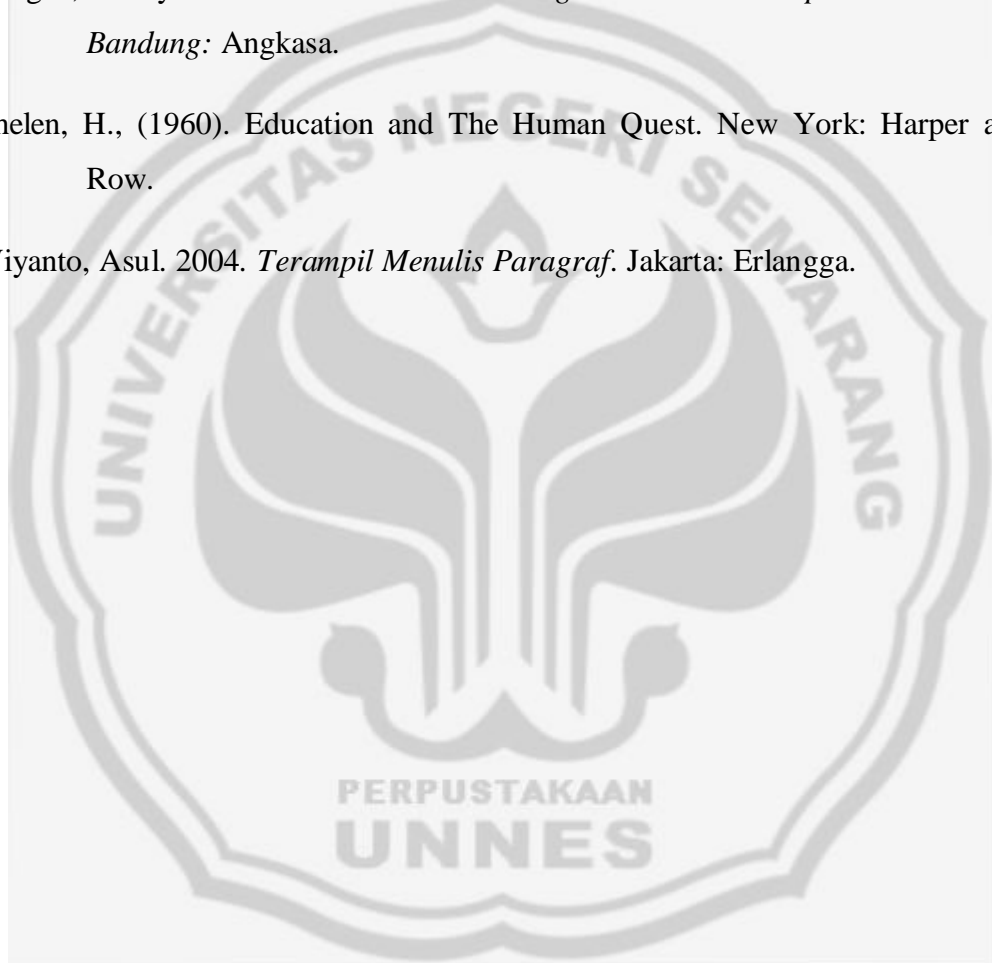 Bandung: Angkasa.
helen, H., (1960). Education and The Human Quest. New York: Harper a
Row.
iyanto, Asul. 2004. Terampil Menulis Paragraf. Jakarta: Erlangga.
UNIVERSITAS NEGERI SEMARANG
PERPUSTAKAAN
UNNES